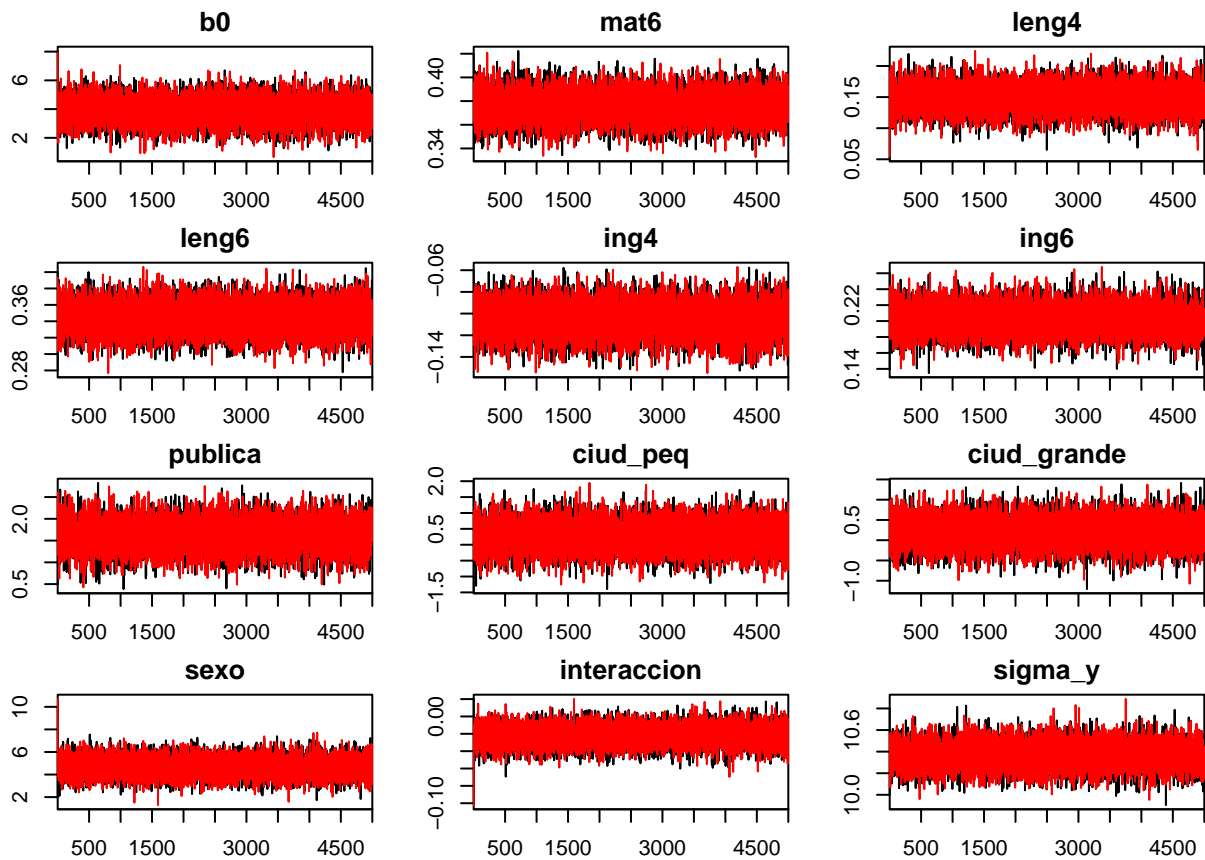 b0 mat6 leng4
2 6
0.34 0.40
0.05 0.15
500 1500 3000 4500 500 1500 3000 4500 500 1500 3000 4500
leng6 ing4 ing6
0.28 0.36
−0.14 −0.06
0.14 0.22
500 1500 3000 4500 500 1500 3000 4500 500 1500 3000 4500
publica ciud_peq ciud_grande
0.5 2.0
−1.5 0.5 2.0
−1.0 0.5
500 1500 3000 4500 500 1500 3000 4500 500 1500 3000 4500
sexo interaccion sigma_y
2 6 10
−0.10 0.00
10.0 10.6
500 1500 3000 4500 500 1500 3000 4500 500 1500 3000 4500